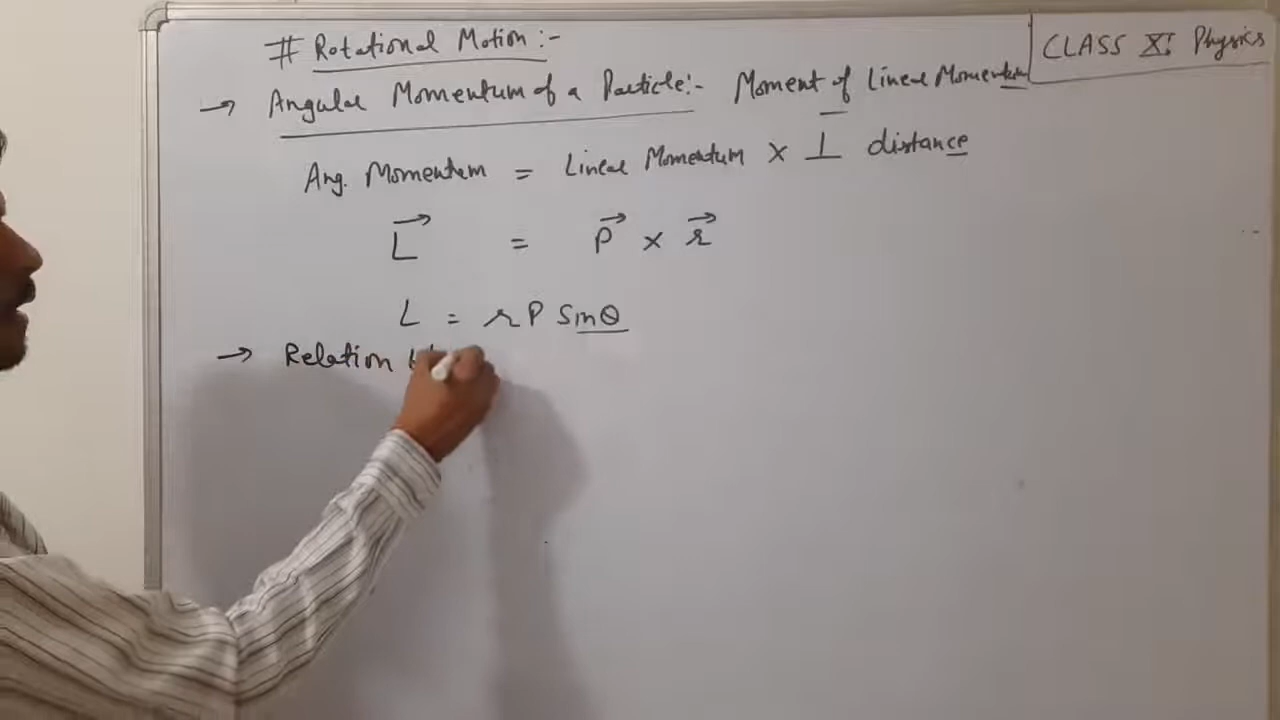 # Rotational Motion :-
CLASS XI Physics
→ Angular Momentum of a Particle:- Moment of Linear Momentum
Ang. Momentum = Linear Momentum × ⊥ distance
L⃗ = P⃗ × r⃗
L = r P Sinθ
→ Relation